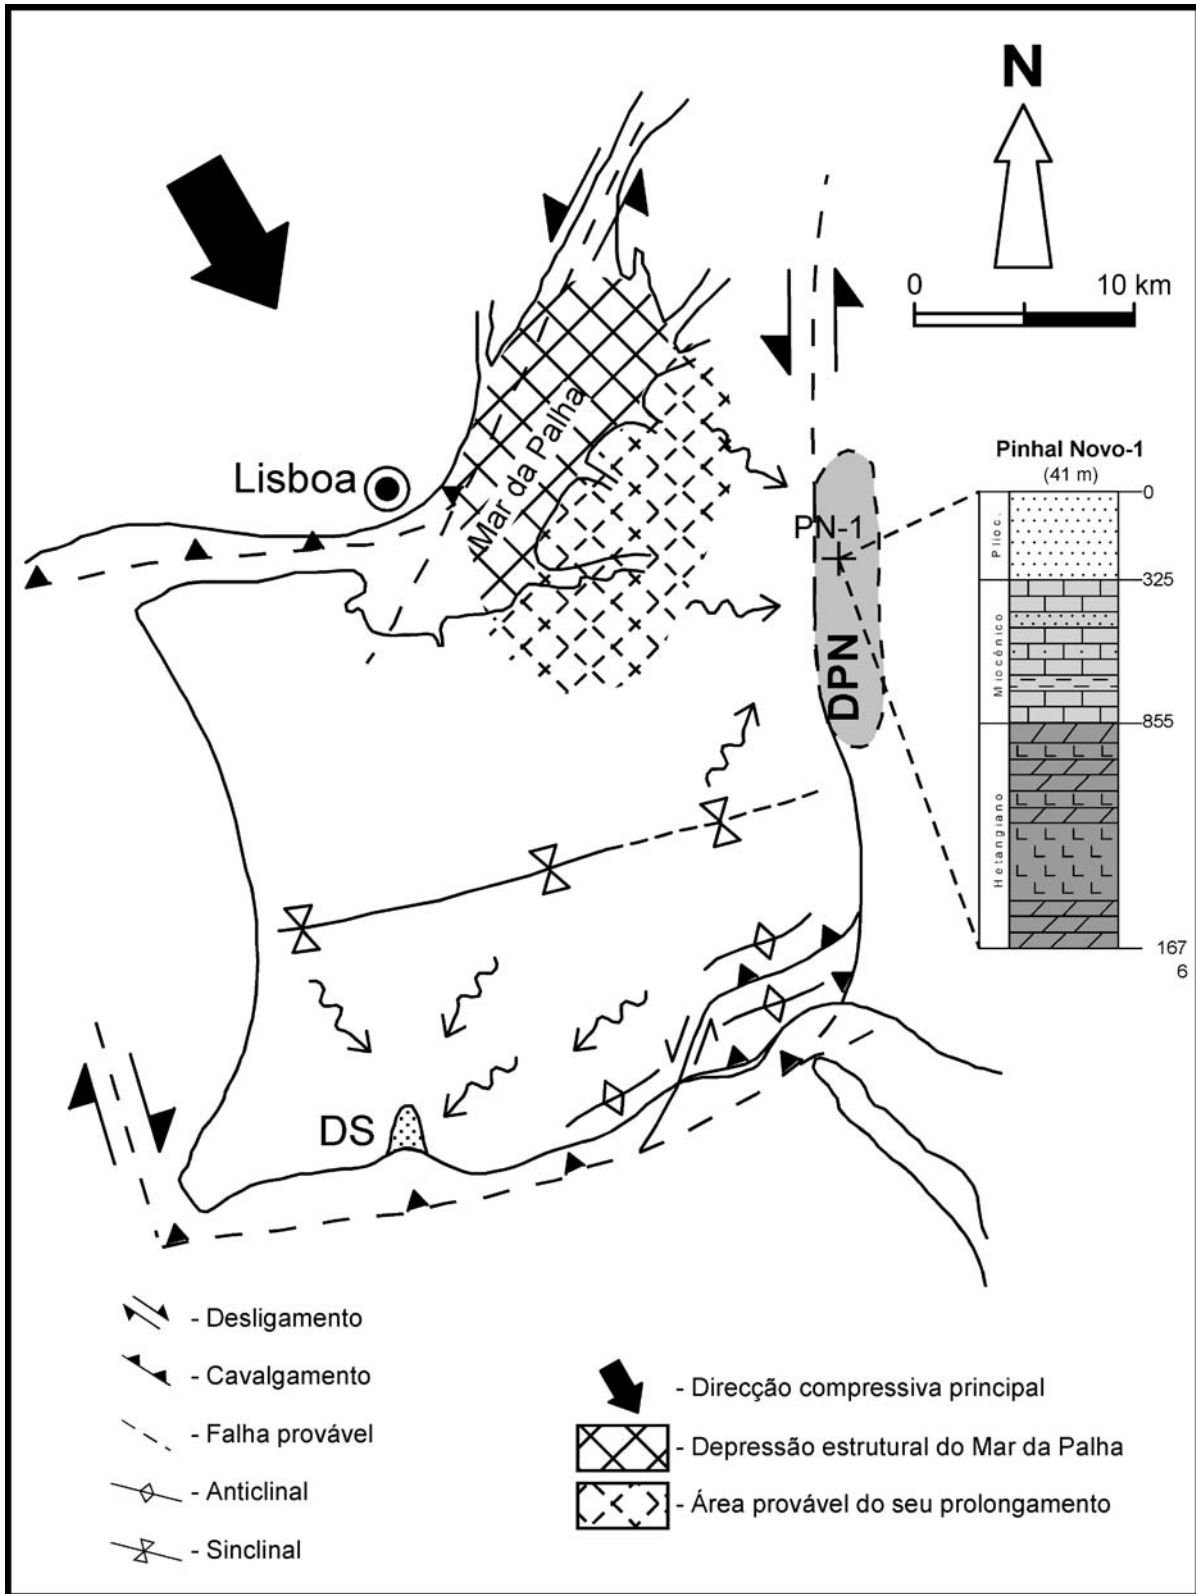 N
0 10 km
Lisboa
Mar da Palha
Pinhal Novo-1
(41 m)
0
PN-1
Plioc.
325
Miocénico
DPN
855
Hetangiano
167
6
DS
- Desligamento
- Cavalgamento
- Falha provável
- Anticlinal
- Sinclinal
- Direcção compressiva principal
- Depressão estrutural do Mar da Palha
- Área provável do seu prolongamento